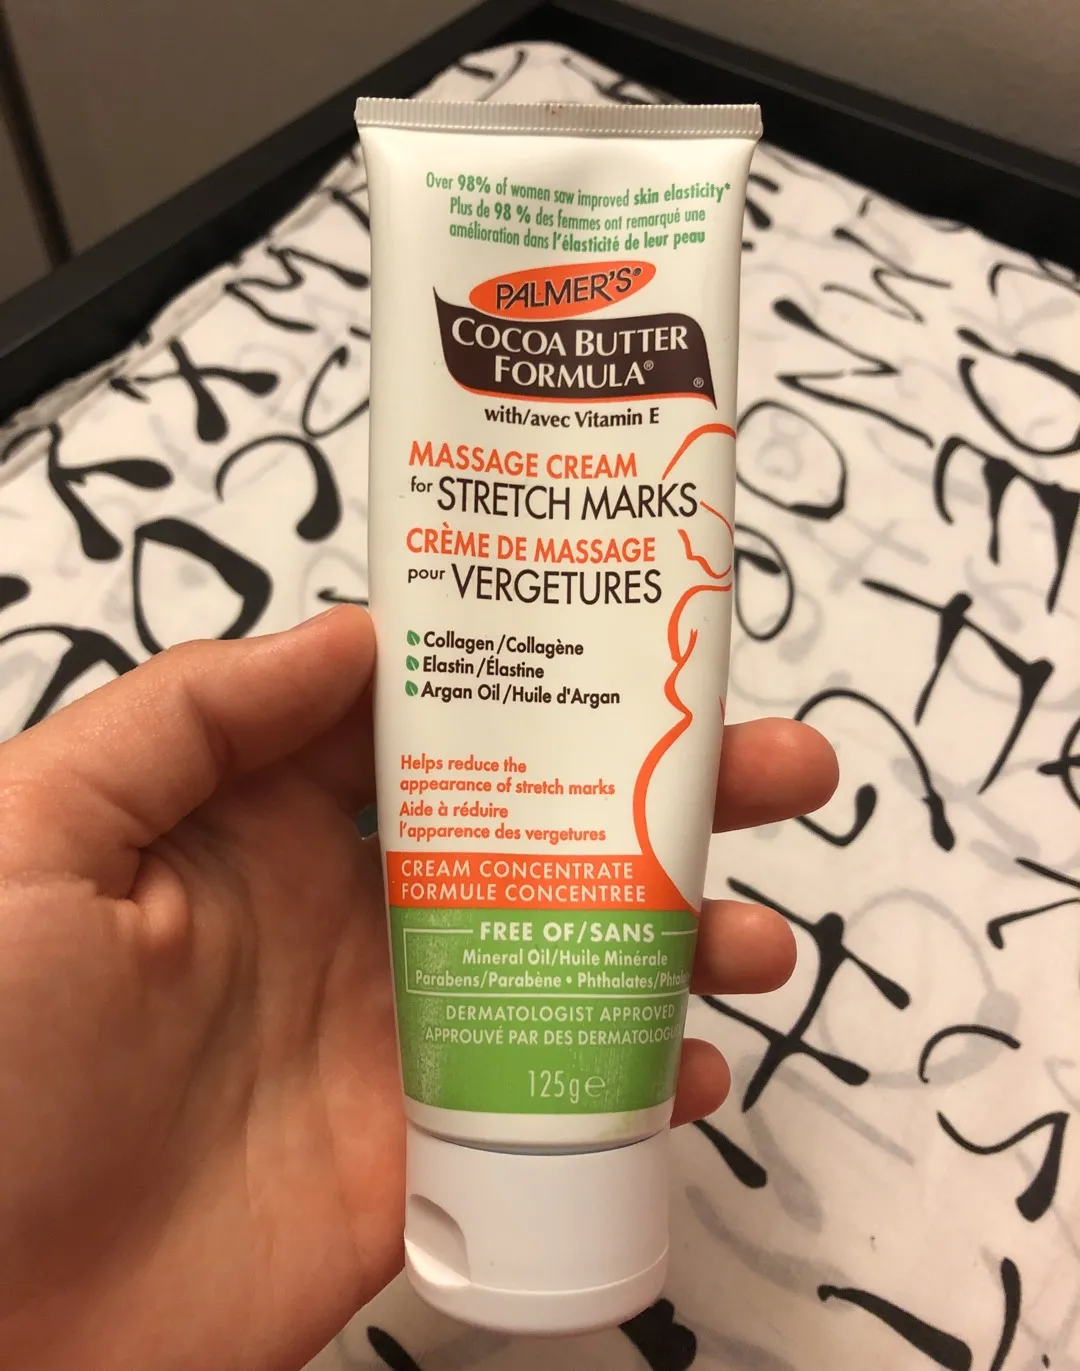 Over 98% of women saw improved skin elasticity*
Plus de 98 % des femmes ont remarqué une
amélioration dans l'élasticité de leur peau
PALMER'S®
COCOA BUTTER
FORMULA®
®
with/avec Vitamin E
MASSAGE CREAM
for STRETCH MARKS
CRÈME DE MASSAGE
pour VERGETURES
Collagen/Collagène
Elastin/Élastine
Argan Oil/Huile d'Argan
Helps reduce the
appearance of stretch marks
Aide à réduire
l'apparence des vergetures
CREAM CONCENTRATE
FORMULE CONCENTREE
FREE OF/SANS
Mineral Oil/Huile Minérale
Parabens/Parabène • Phthalates/
DERMATOLOGIST APPROVED
APPROUVÉ PAR DES
125g e